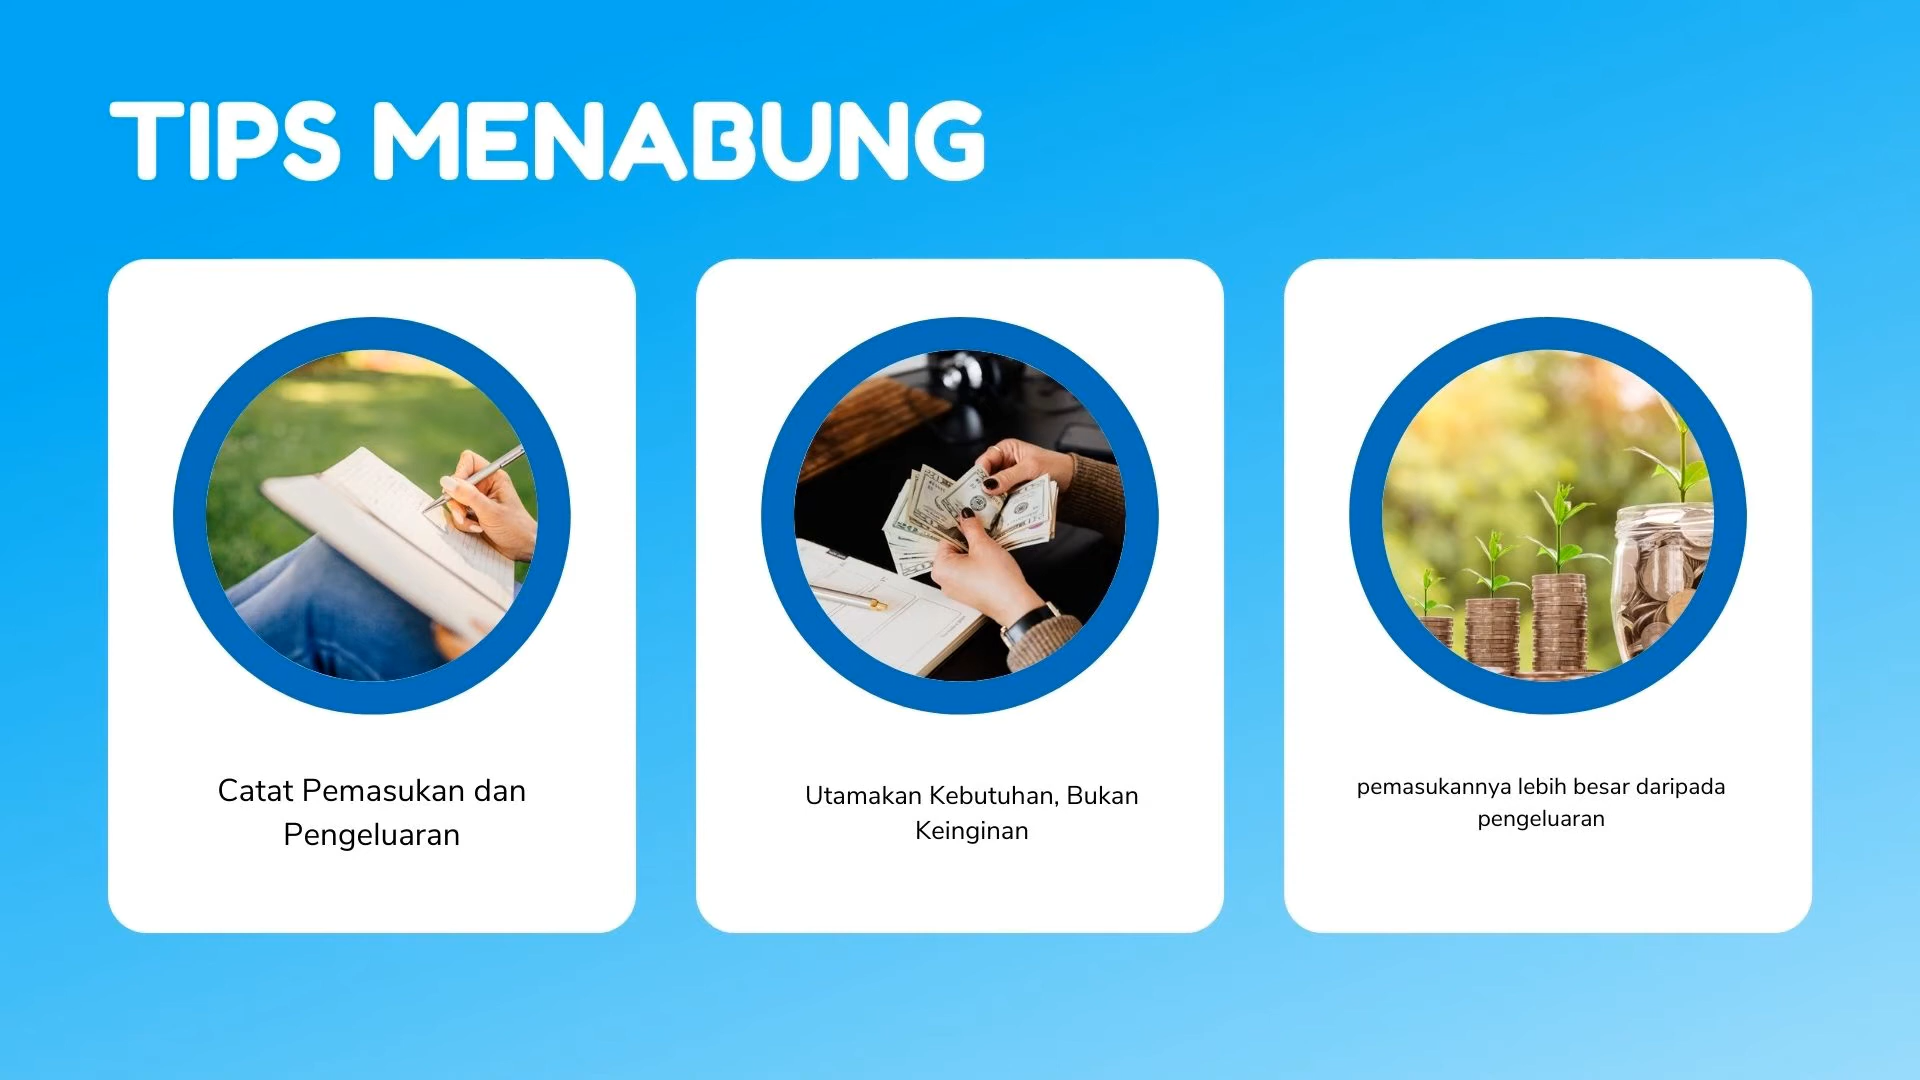 TIPS MENABUNG
Catat Pemasukan dan
Pengeluaran
Utamakan Kebutuhan, Bukan
Keinginan
pemasukannya lebih besar daripada
pengeluaran